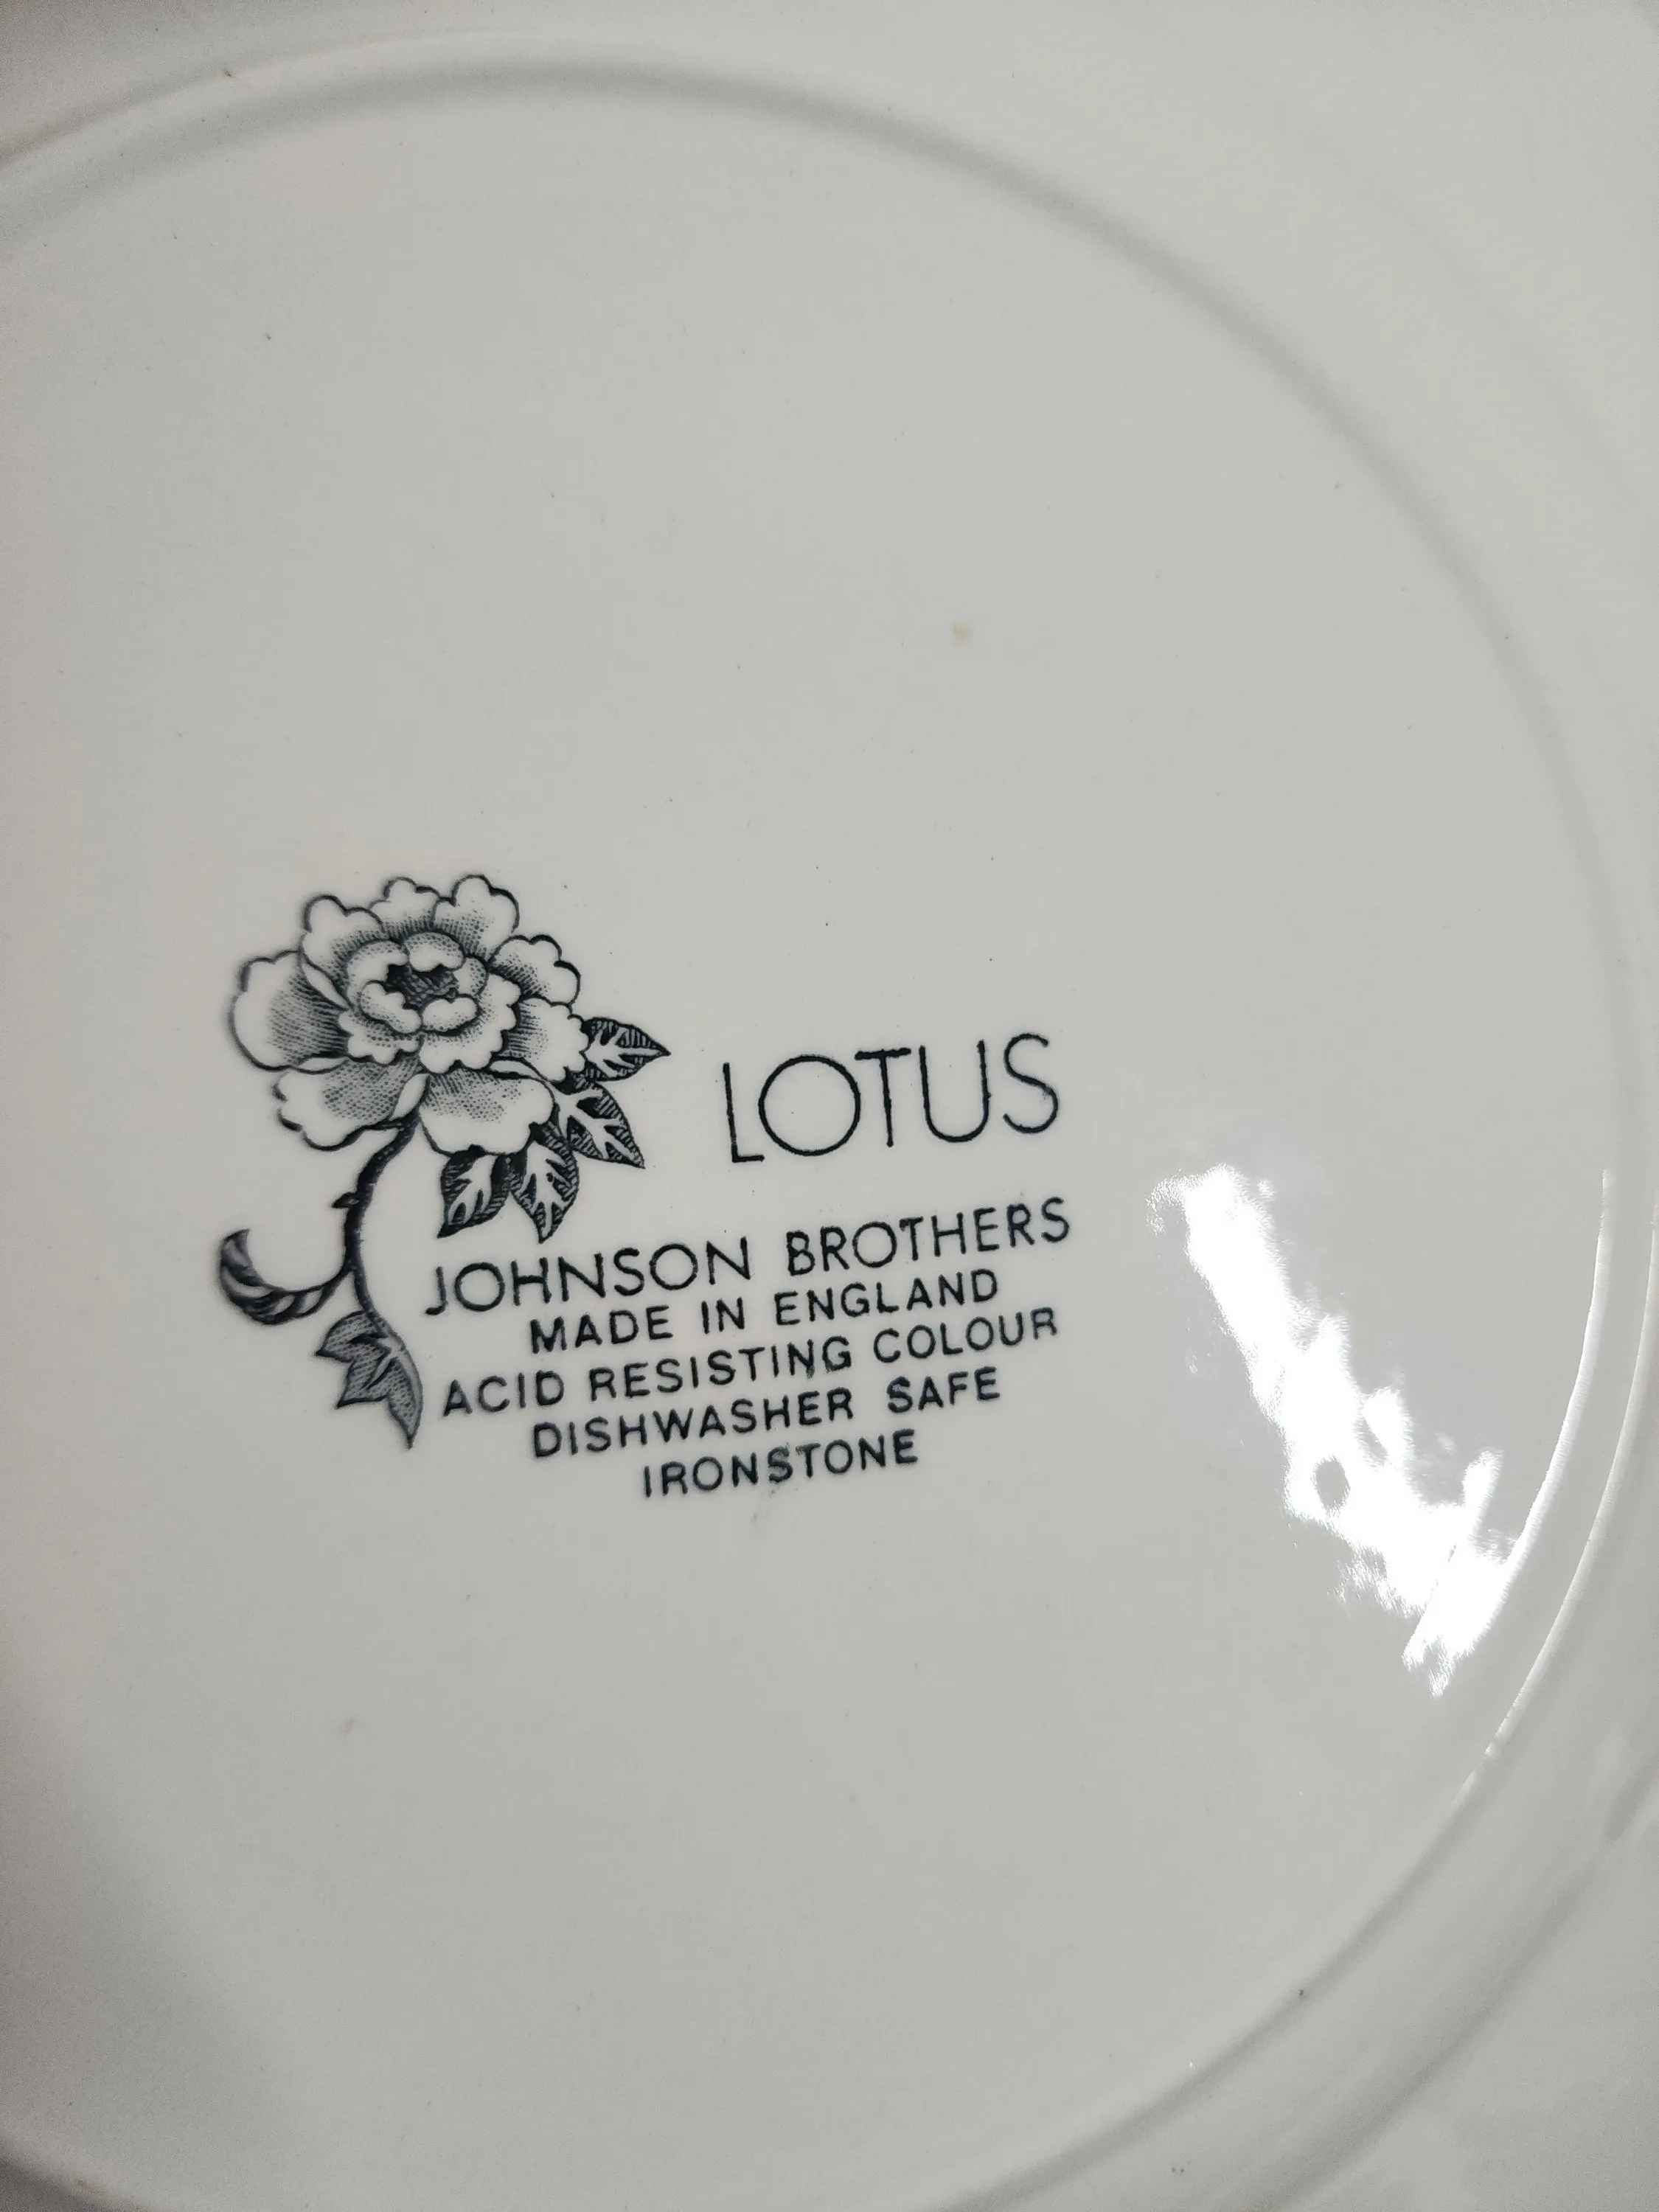 LOTUS
JOHNSON BROTHERS
MADE IN ENGLAND
ACID RESISTING COLOUR
DISHWASHER SAFE
IRONSTONE